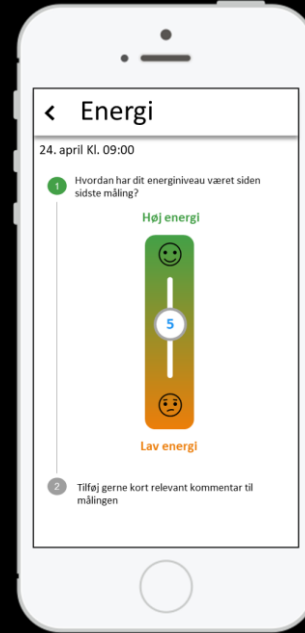 Energi
24. april Kl. 09:00
1 Hvordan har dit energiniveau været siden
sidste måling?
Høj energi
5
Lav energi
2 Tilføj gerne kort relevant kommentar til
målingen